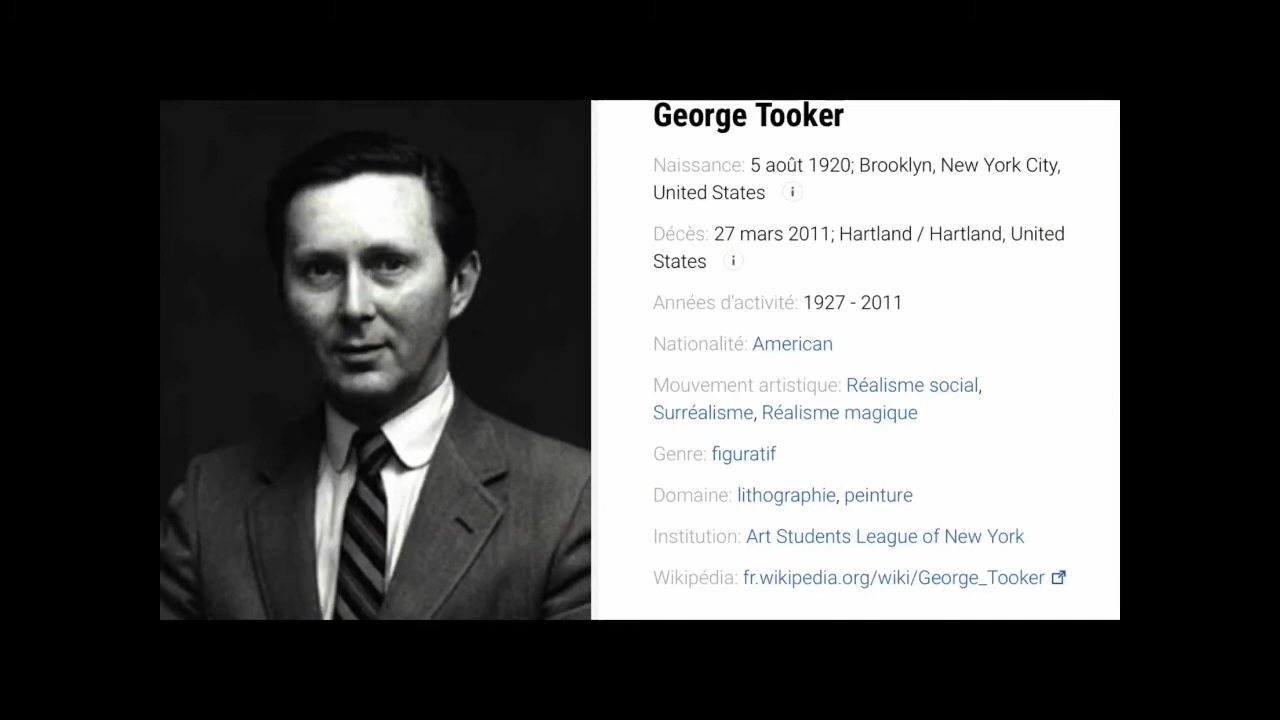 George Tooker
Naissance: 5 août 1920; Brooklyn, New York City,
United States
Décès: 27 mars 2011; Hartland / Hartland, United
States
Années d'activité: 1927 - 2011
Nationalité: American
Mouvement artistique: Réalisme social,
Surréalisme, Réalisme magique
Genre: figuratif
Domaine: lithographie, peinture
Institution: Art Students League of New York
Wikipédia: fr.wikipedia.org/wiki/George_Tooker